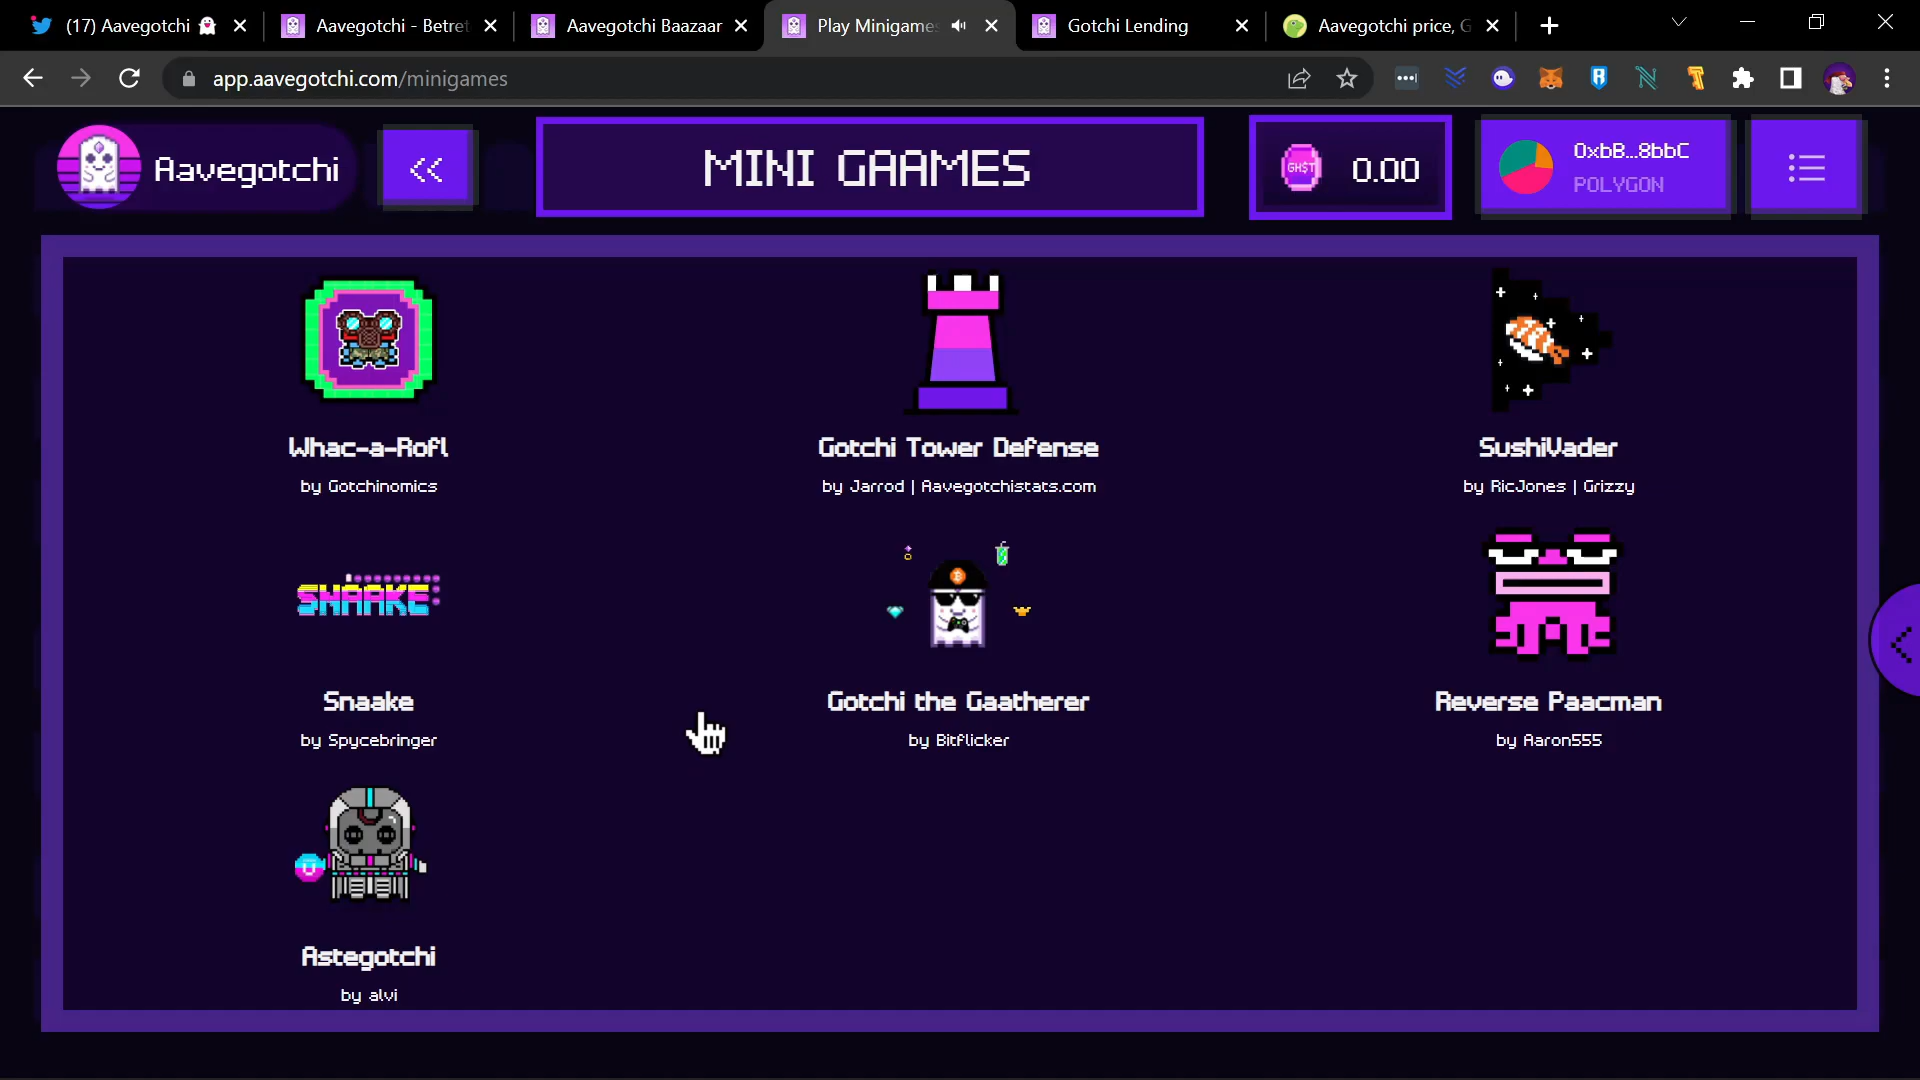 (17) Aavegotchi
Aavegotchi - Betret
Aavegotchi Baazaar
Play Minigames
Gotchi Lending
Aavegotchi price, G
app.aavegotchi.com/minigames
Aavegotchi
<<
MINI GAAMES
GH$T
0.00
0xbB...8bbC
POLYGON
Whac-a-Rofl
by Gotchinomics
Gotchi Tower Defense
by Jarrod | Aavegotchistats.com
SushiVader
by RicJones | Grizzy
SNAAKE
Snaake
by Spycebringer
Gotchi the Gaatherer
by Bitflicker
Reverse Paacman
by Aaron555
Astegotchi
by alvi